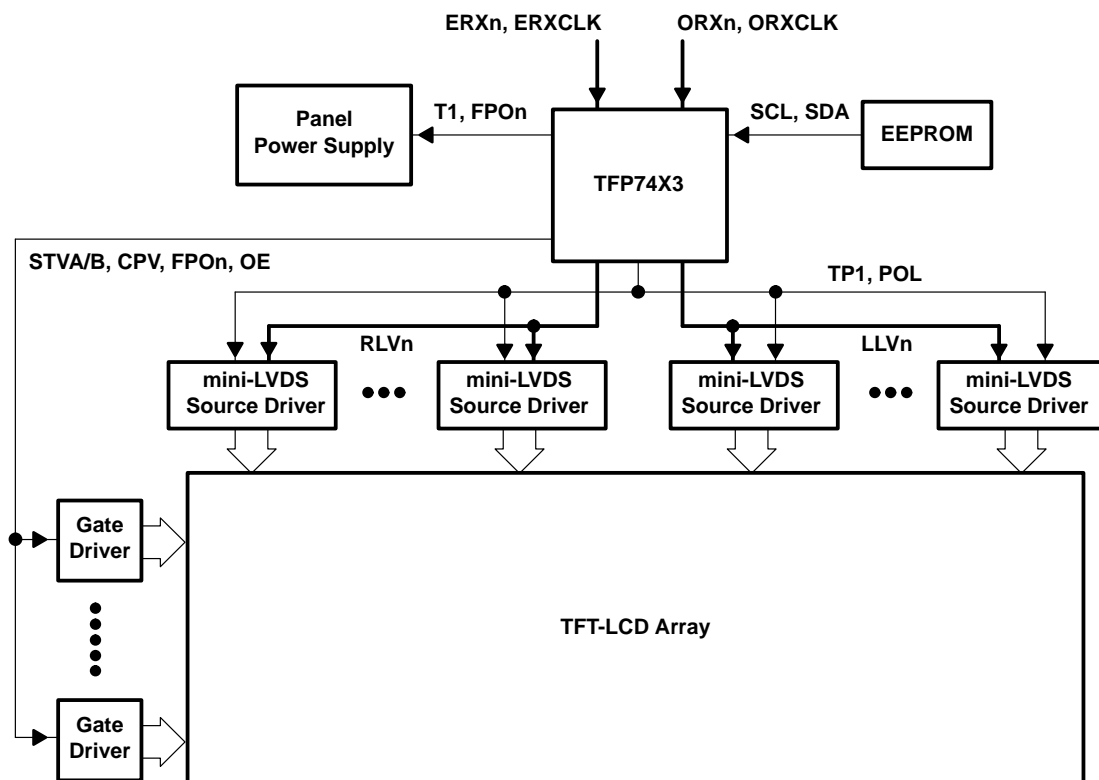 ERXn, ERXCLK
ORXn, ORXCLK
Panel
Power Supply
T1, FPOn
TFP74X3
SCL, SDA
EEPROM
STVA/B, CPV, FPOn, OE
TP1, POL
RLVn
LLVn
mini-LVDS
Source Driver
mini-LVDS
Source Driver
mini-LVDS
Source Driver
mini-LVDS
Source Driver
Gate
Driver
TFT-LCD Array
Gate
Driver